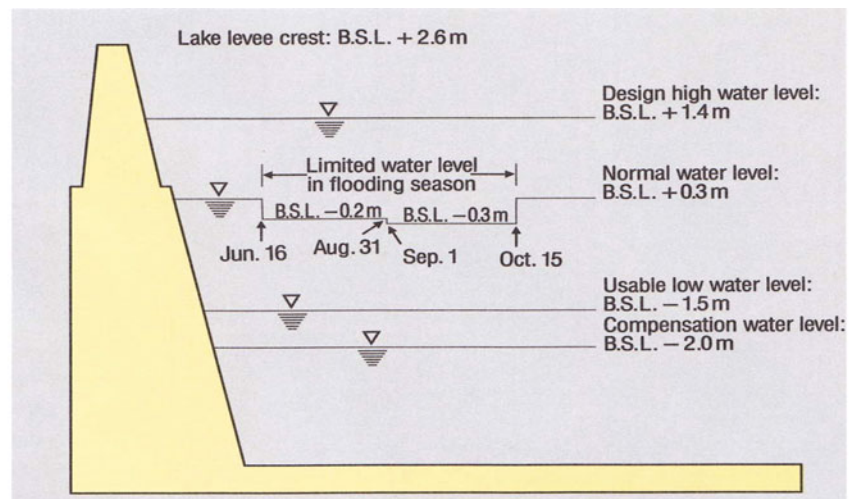 Lake levee crest: B.S.L. + 2.6 m
Design high water level:
B.S.L. + 1.4 m
Limited water level
in flooding season
Normal water level:
B.S.L. + 0.3 m
B.S.L. −0.2 m
B.S.L. −0.3 m
Jun. 16
Aug. 31
Sep. 1
Oct. 15
Usable low water level:
B.S.L. − 1.5 m
Compensation water level:
B.S.L. − 2.0 m